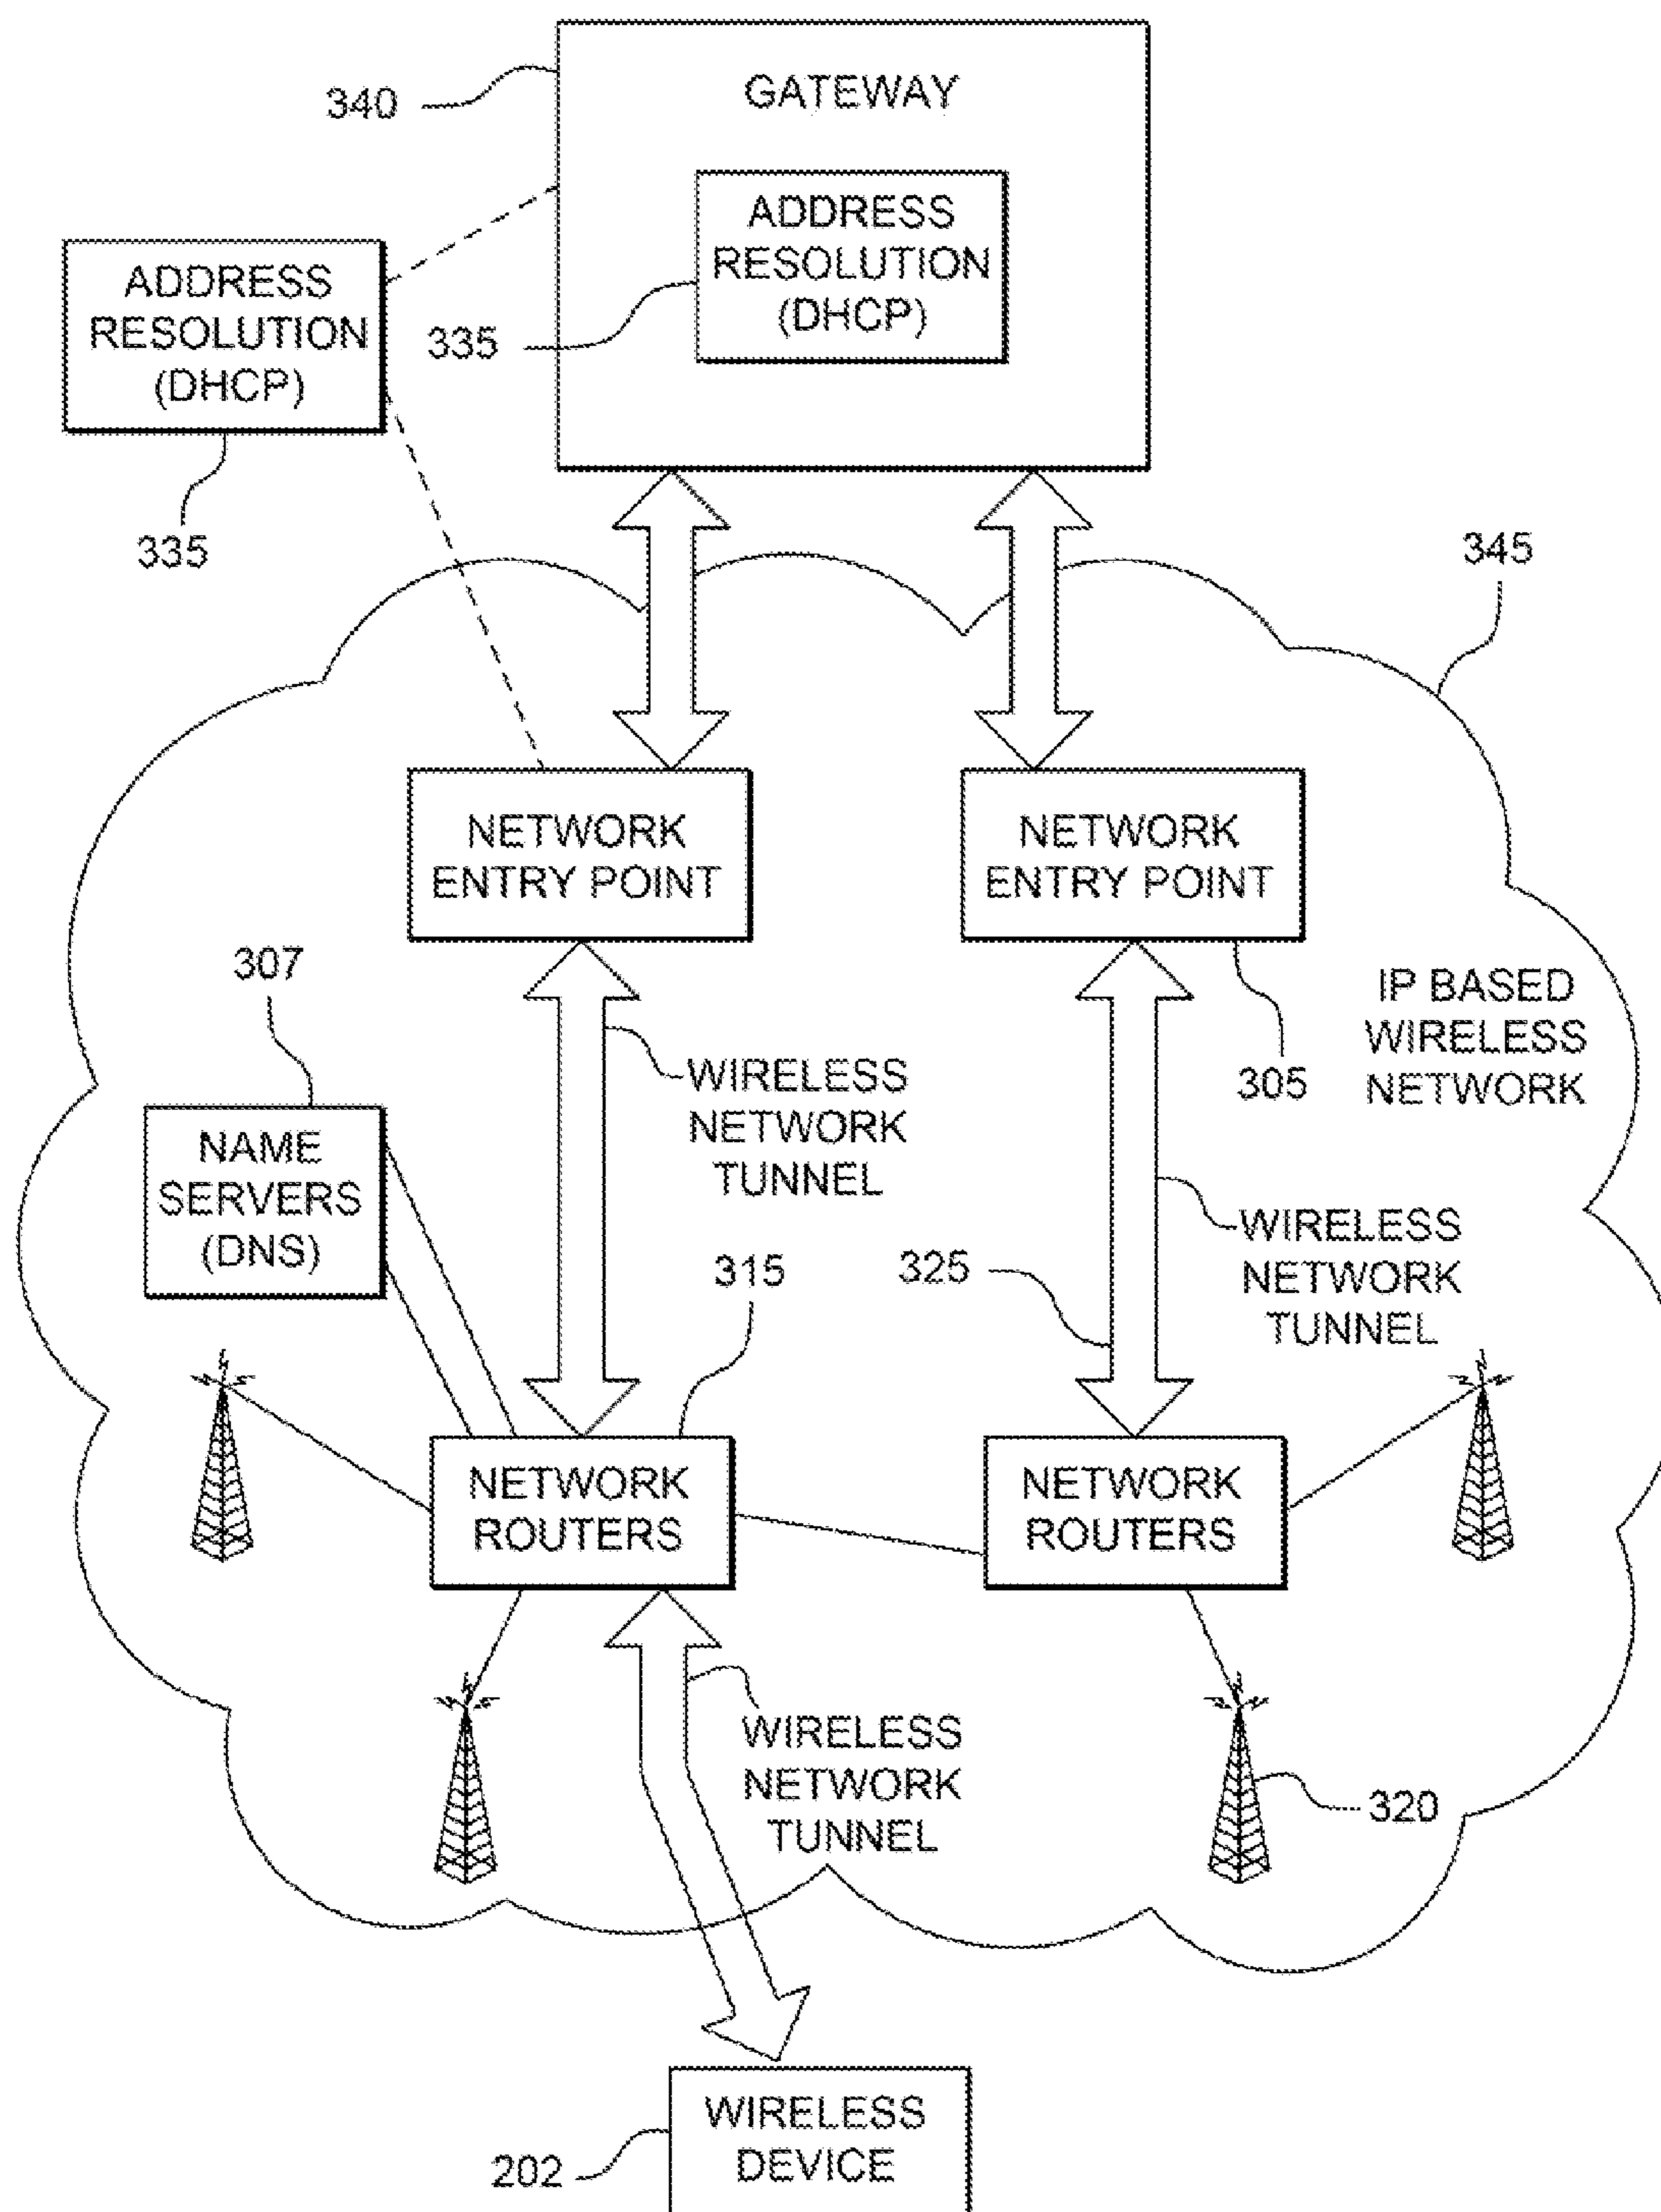 340
GATEWAY
ADDRESS
RESOLUTION
(DHCP)
335
ADDRESS
RESOLUTION
(DHCP)
335
345
NETWORK
ENTRY POINT
NETWORK
ENTRY POINT
305
IP BASED
WIRELESS
NETWORK
307
NAME
SERVERS
(DNS)
WIRELESS
NETWORK
TUNNEL
WIRELESS
NETWORK
TUNNEL
315
325
NETWORK
ROUTERS
NETWORK
ROUTERS
WIRELESS
NETWORK
TUNNEL
320
202
WIRELESS
DEVICE